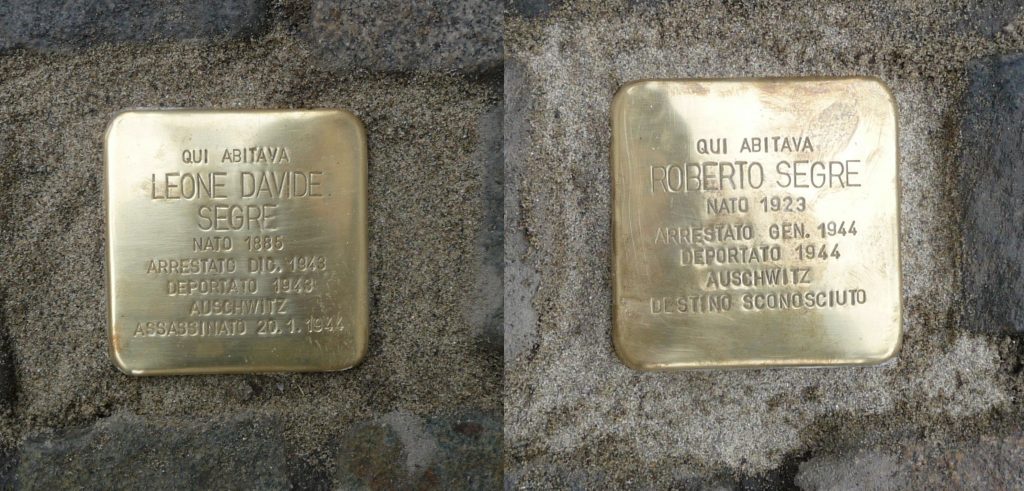 QUI ABITAVA
LEONE DAVIDE
SEGRE
NATO 1885
ARRESTATO DIC. 1943
DEPORTATO 1943
AUSCHWITZ
ASSASSINATO 20.1.1944
QUI ABITAVA
ROBERTO SEGRE
NATO 1923
ARRESTATO GEN. 1944
DEPORTATO 1944
AUSCHWITZ
DESTINO SCONOSCIUTO